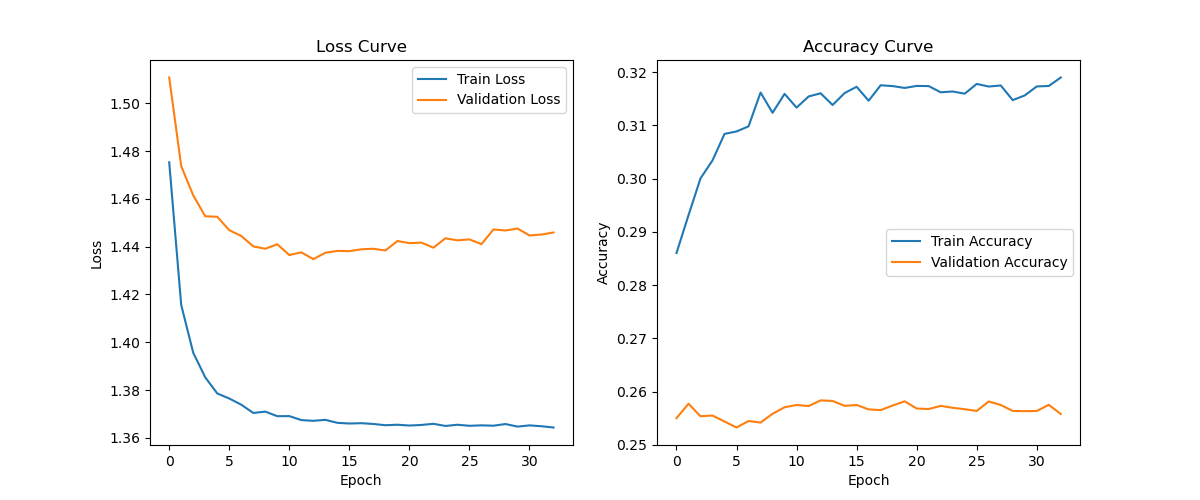 Loss Curve
Train Loss
Validation Loss
1.50
1.48
1.46
1.44
1.42
1.40
1.38
1.36
Loss
0 5 10 15 20 25 30
Epoch
Accuracy Curve
0.32
0.31
0.30
0.29
0.28
0.27
0.26
0.25
Accuracy
Train Accuracy
Validation Accuracy
0 5 10 15 20 25 30
Epoch